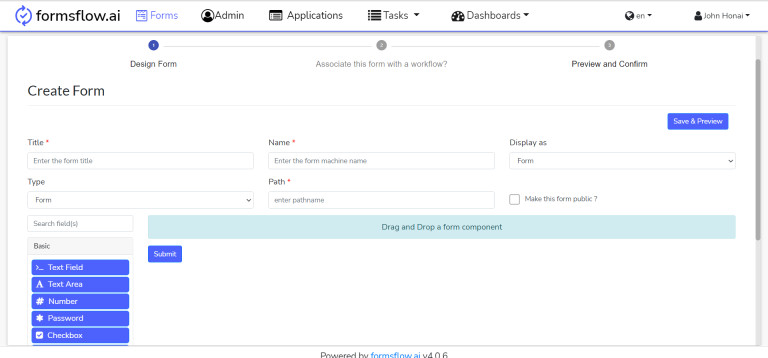 formsflow.ai Forms Admin Applications Tasks Dashboards en John Honai
1 2 3
Design Form Associate this form with a workflow? Preview and Confirm
Create Form
Save & Preview
Title * Name * Display as
Enter the form title Enter the form machine name Form
Type Path *
Form enter pathname Make this form public ?
Search field(s) Drag and Drop a form component
Basic
Submit
Text Field
Text Area
Number
Password
Checkbox
Powered by formsflow.ai v4.0.6